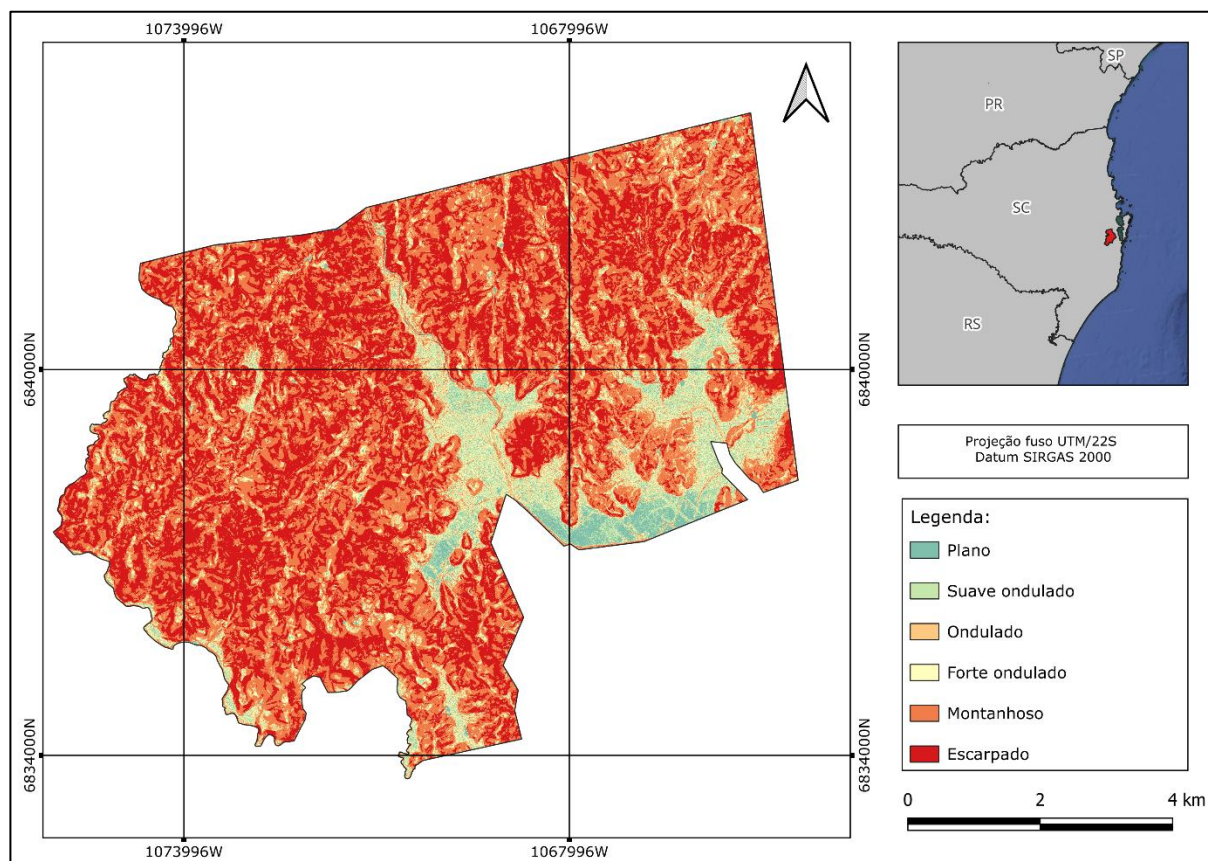 1073996W
1067996W
6840000N
6840000N
6834000N
6834000N
1073996W
1067996W
SP
PR
SC
RS
Projeção fuso UTM/22S
Datum SIRGAS 2000
Legenda:
Plano
Suave ondulado
Ondulado
Forte ondulado
Montanhoso
Escarpado
0
2
4 km